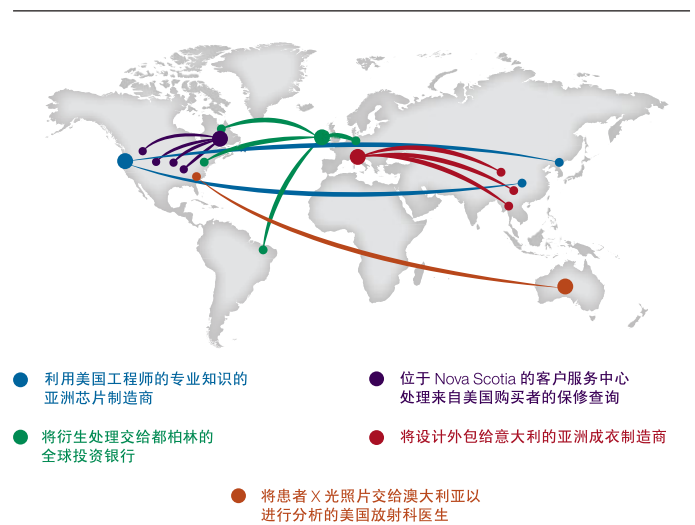 利用美国工程师的专业知识的
亚洲芯片制造商
位于 Nova Scotia 的客户服务中心
处理来自美国购买者的保修查询
将衍生处理交给都柏林的
全球投资银行
将设计外包给意大利的亚洲成衣制造商
将患者 X 光照片交给澳大利亚以
进行分析的美国放射科医生